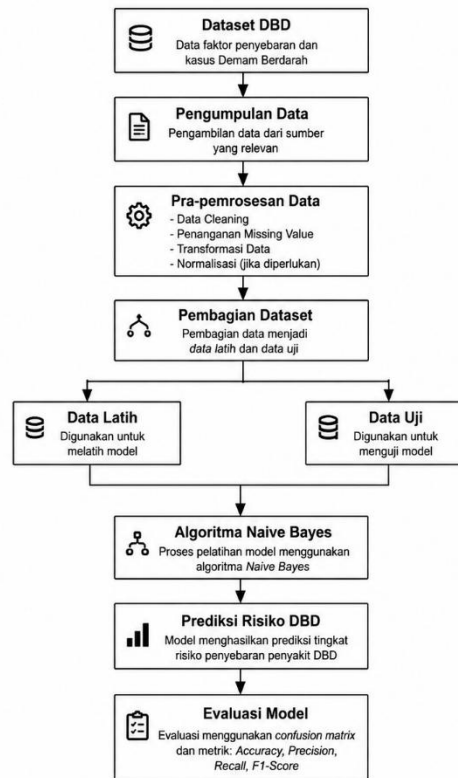 Dataset DBD
Data faktor penyebaran dan
kasus Demam Berdarah
Pengumpulan Data
Pengambilan data dari sumber
yang relevan
Pra-pemrosesan Data
- Data Cleaning
- Penanganan Missing Value
- Transformasi Data
- Normalisasi (jika diperlukan)
Pembagian Dataset
Pembagian data menjadi
data latih dan data uji
Data Latih
Digunakan untuk
melatih model
Data Uji
Digunakan untuk
menguji model
Algoritma Naive Bayes
Proses pelatihan model menggunakan
algoritma Naive Bayes
Prediksi Risiko DBD
Model menghasilkan prediksi tingkat
risiko penyebaran penyakit DBD
Evaluasi Model
Evaluasi menggunakan confusion matrix
dan metrik: Accuracy, Precision,
Recall, F1-Score